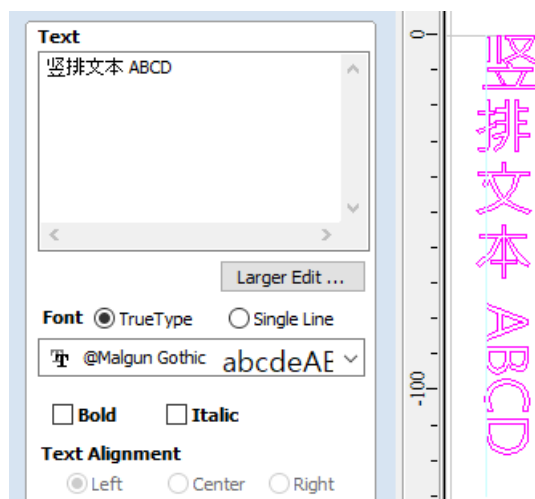 Text
竖排文本 ABCD
Larger Edit ...
Font TrueType Single Line
@Malgun Gothic abcdeAE
Bold Italic
Text Alignment
Left Center Right
0
-100
竖排文本 ABCD